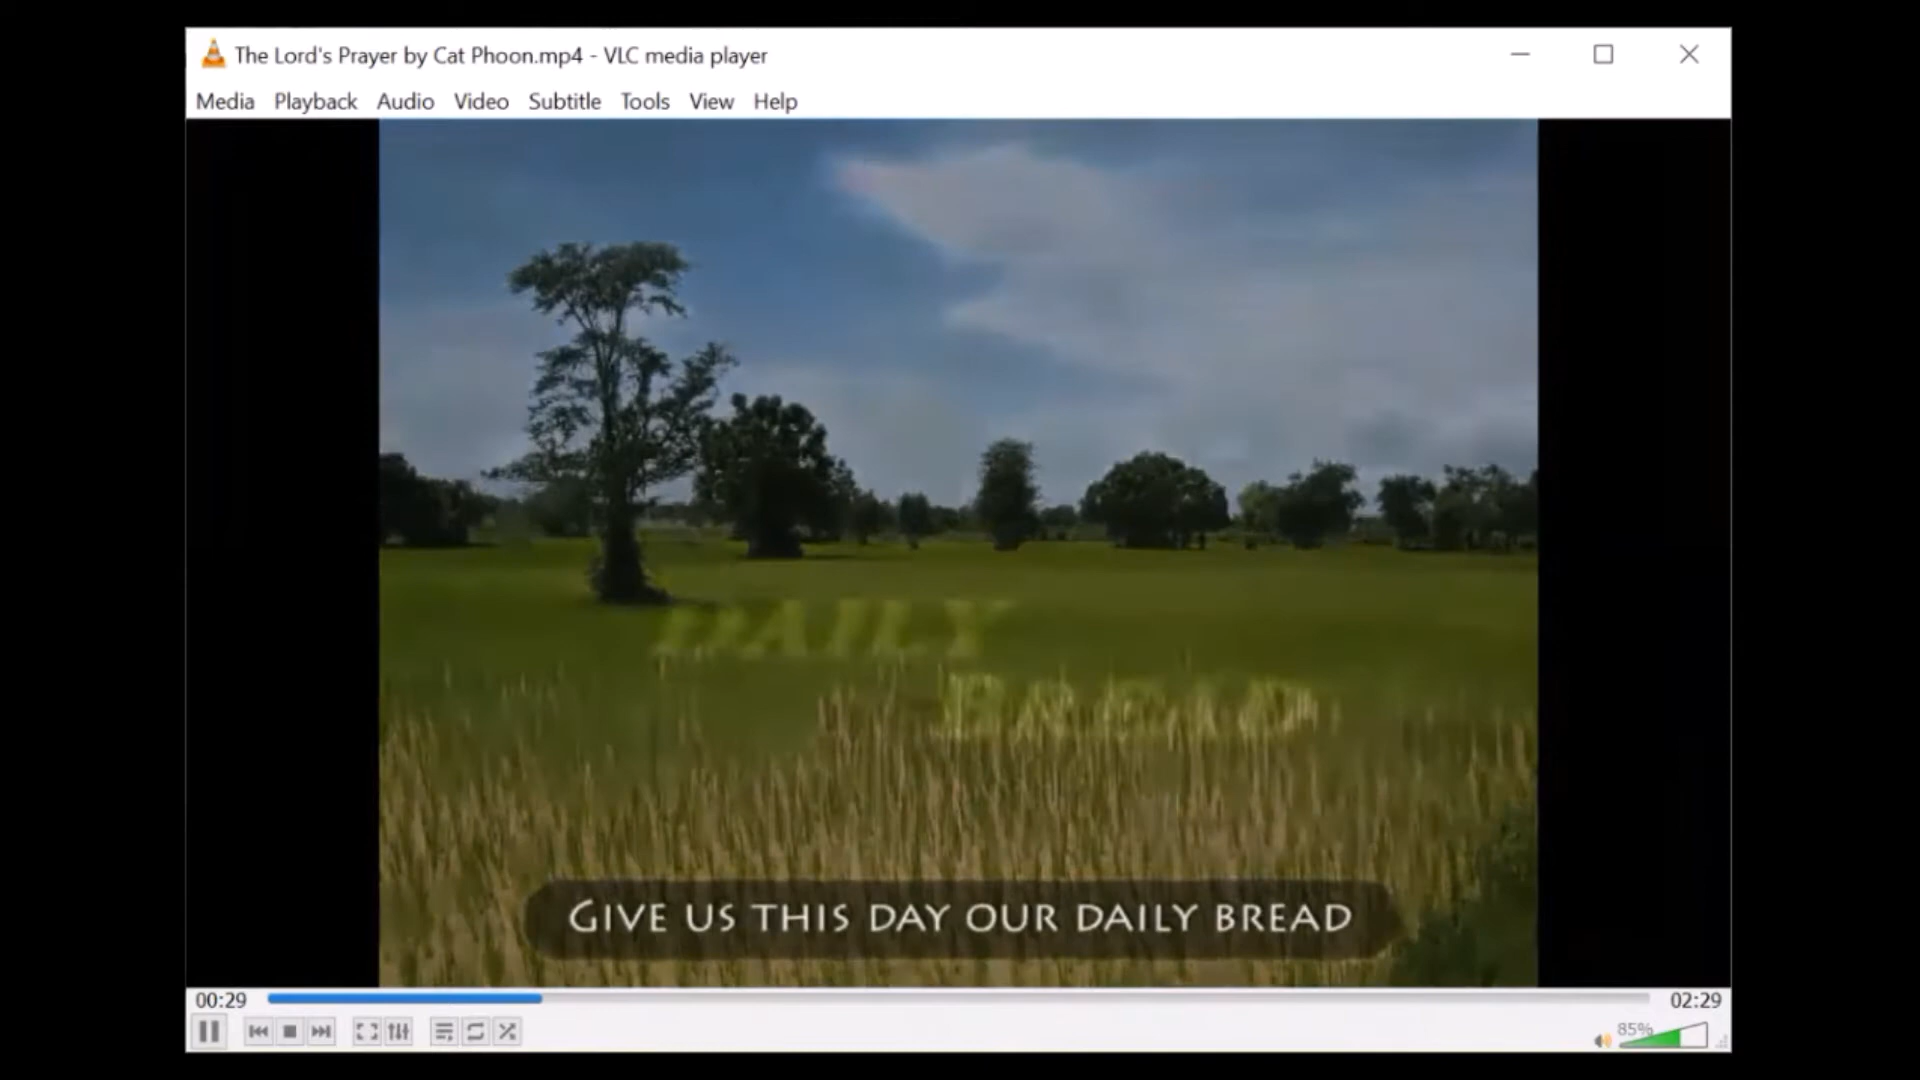 The Lord's Prayer by Cat Phoon.mp4 - VLC media player
Media Playback Audio Video Subtitle Tools View Help
DAILY
BREAD
GIVE US THIS DAY OUR DAILY BREAD
00:29 02:29
85%